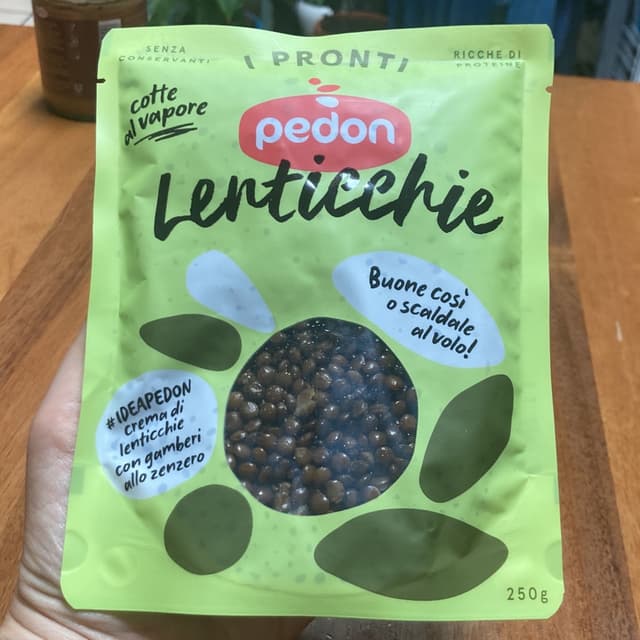 SENZA
CONSERVANTI
I PRONTI
RICCHE DI
PROTEINE
cotte
al vapore
pedon
Lenticchie
Buone così
o scaldale
al volo!
#IDEAPEDON
crema di
lenticchie
con gamberi
allo zenzero
250g